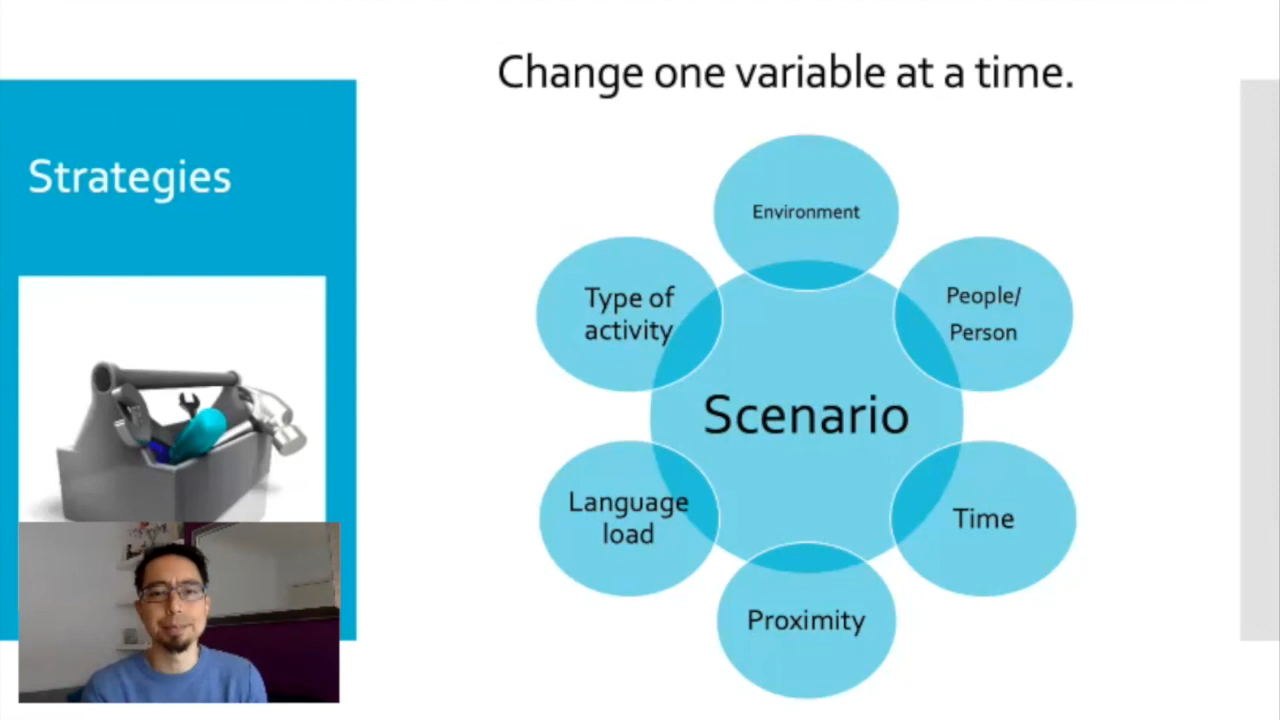 Change one variable at a time.
Strategies
Environment
People/
Person
Time
Proximity
Language
load
Type of
activity
Scenario